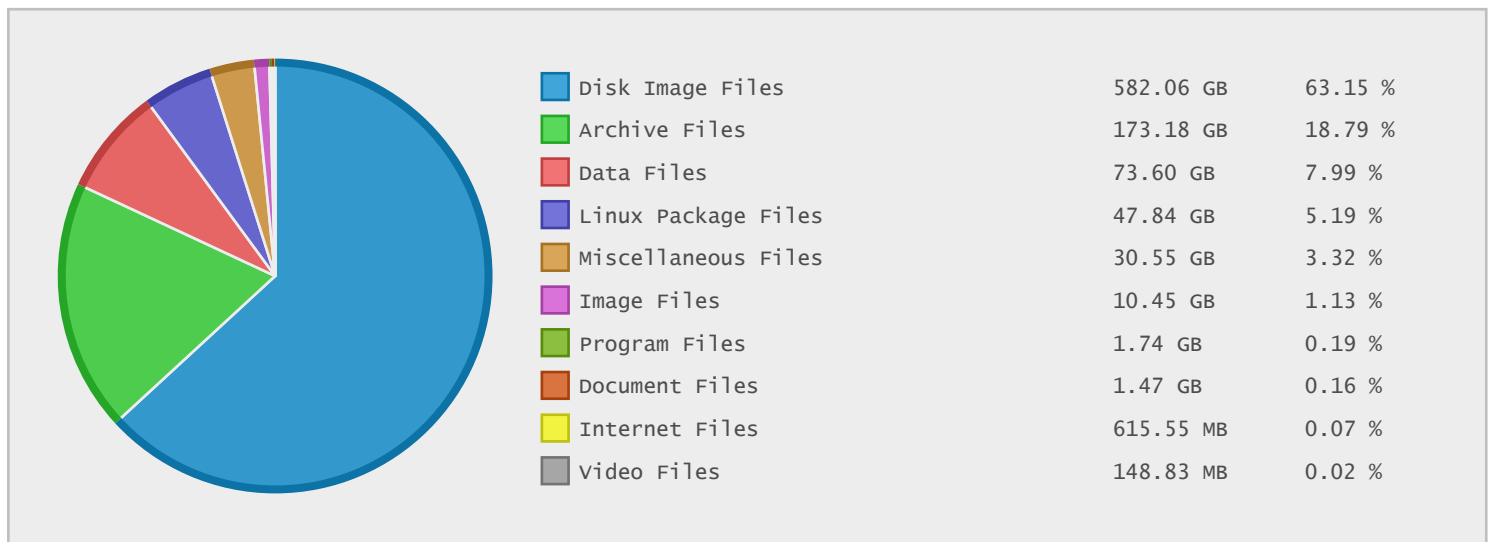 Disk Image Files 582.06 GB 63.15 %
Archive Files 173.18 GB 18.79 %
Data Files 73.60 GB 7.99 %
Linux Package Files 47.84 GB 5.19 %
Miscellaneous Files 30.55 GB 3.32 %
Image Files 10.45 GB 1.13 %
Program Files 1.74 GB 0.19 %
Document Files 1.47 GB 0.16 %
Internet Files 615.55 MB 0.07 %
Video Files 148.83 MB 0.02 %